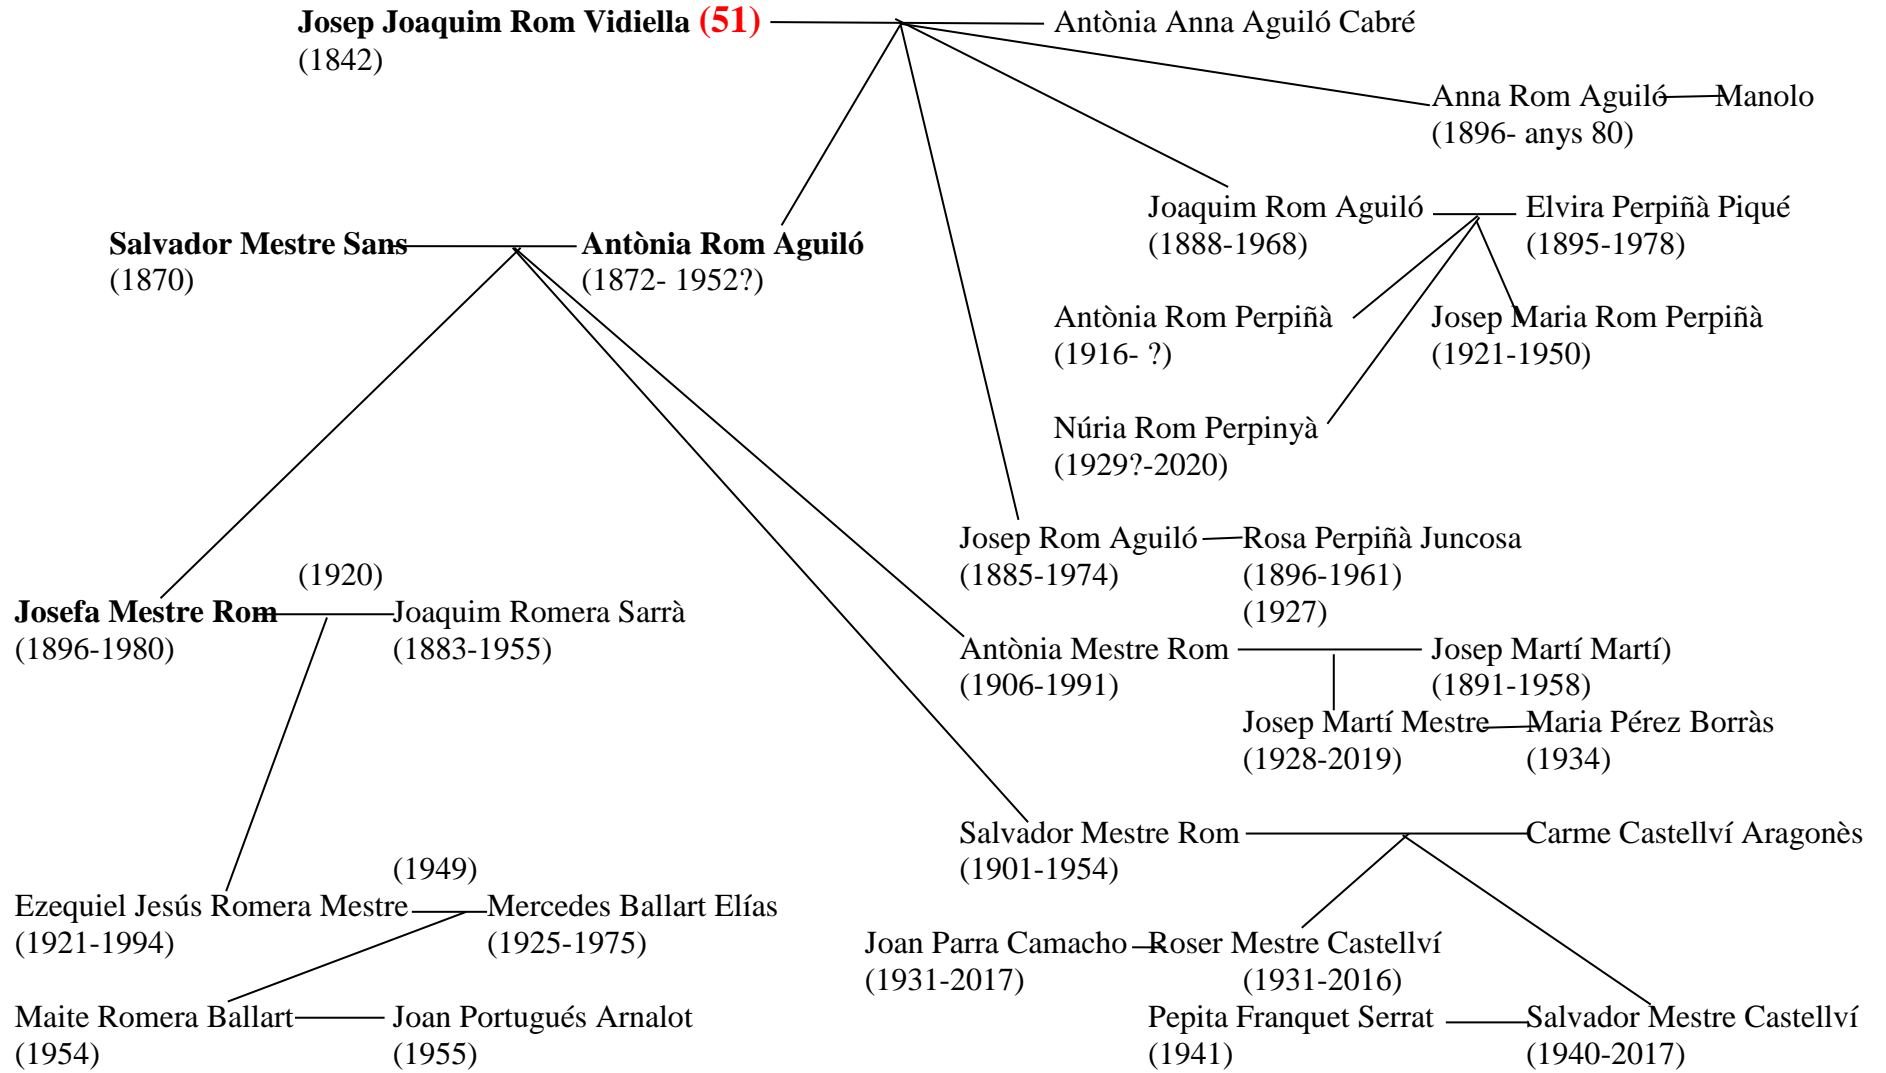 Josep Joaquim Rom Vidiella (51) Antònia Anna Aguiló Cabré
(1842)
Anna Rom Aguiló Manolo
(1896- anys 80)
Joaquim Rom Aguiló Elvira Perpiñà Piqué
(1888-1968) (1895-1978)
Salvador Mestre Sans Antònia Rom Aguiló
(1870) (1872- 1952?)
Antònia Rom Perpiñà Josep Maria Rom Perpiñà
(1916- ?) (1921-1950)
Núria Rom Perpinyà
(1929?-2020)
Josep Rom Aguiló Rosa Perpiñà Juncosa
(1885-1974) (1896-1961)
(1920)
(1927)
Josefa Mestre Rom Joaquim Romera Sarrà
(1896-1980) (1883-1955)
Antònia Mestre Rom Josep Martí Martí)
(1906-1991) (1891-1958)
Josep Martí Mestre Maria Pérez Borràs
(1928-2019) (1934)
Salvador Mestre Rom Carme Castellví Aragonès
(1901-1954)
(1949)
Ezequiel Jesús Romera Mestre Mercedes Ballart Elías
(1921-1994) (1925-1975)
Joan Parra Camacho Roser Mestre Castellví
(1931-2017) (1931-2016)
Maite Romera Ballart Joan Portugués Arnalot
(1954) (1955)
Pepita Franquet Serrat Salvador Mestre Castellví
(1941) (1940-2017)